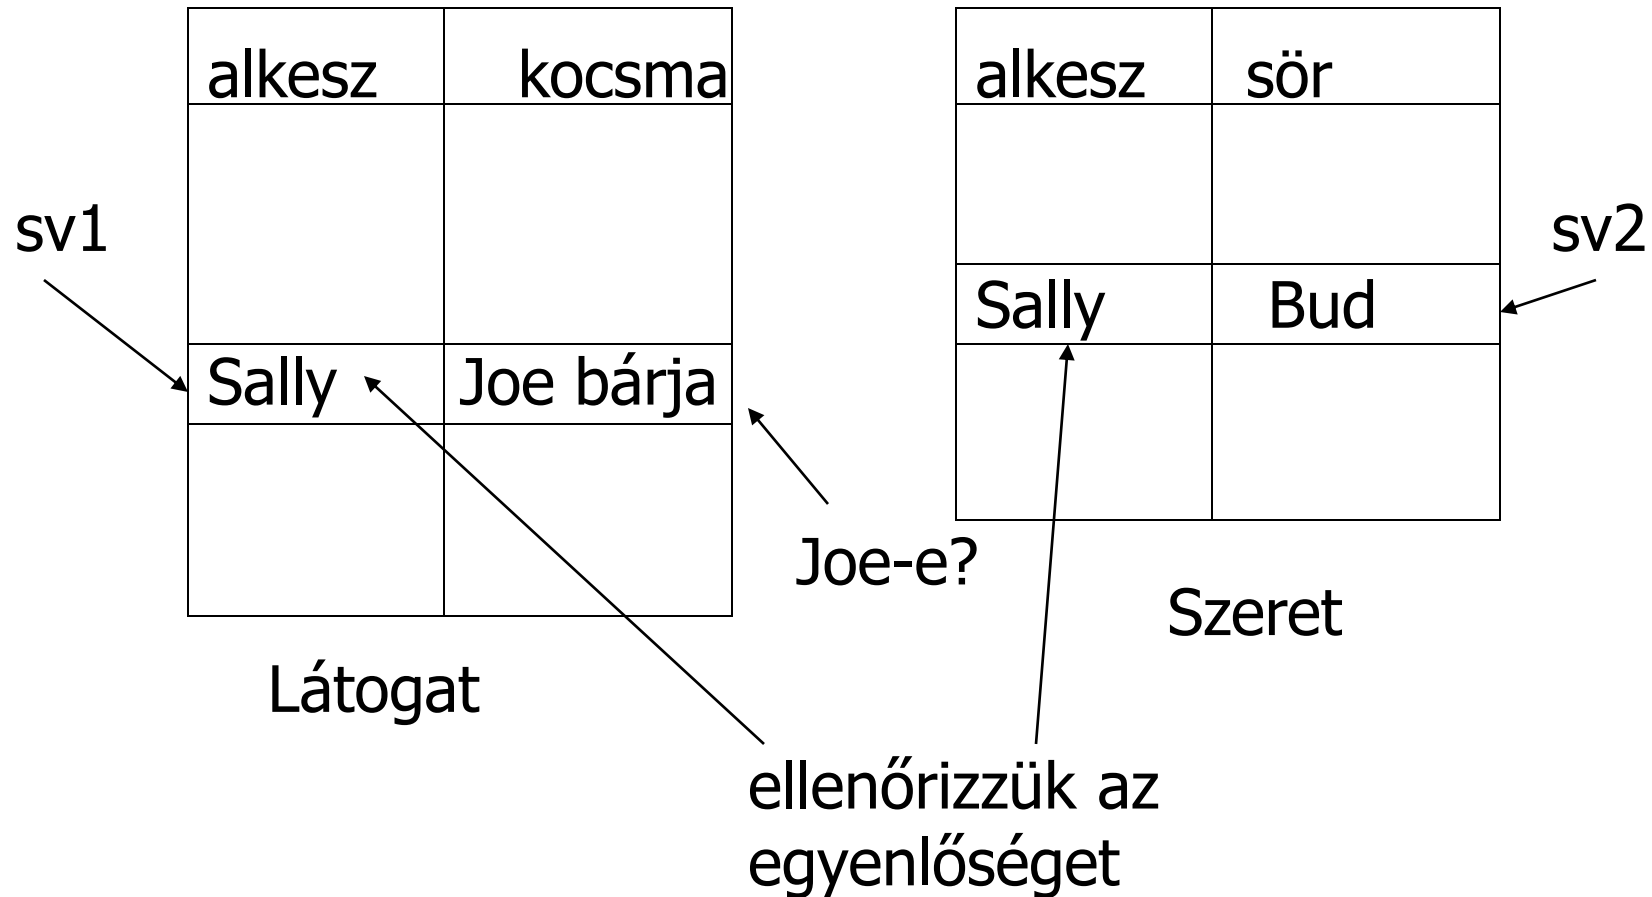 alkesz kocsma
alkesz sör
sv1
sv2
Sally Bud
Sally Joe bárja
Joe-e?
Szeret
Látogat
ellenőrizzük az
egyenlőséget